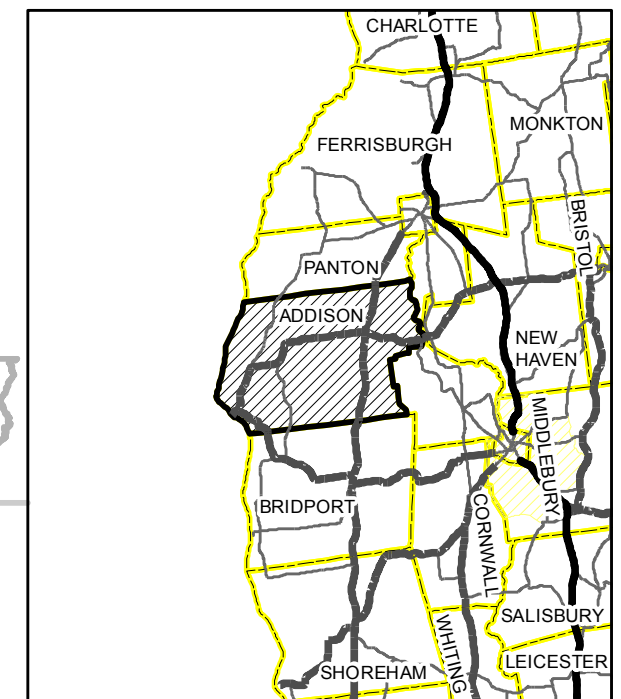 CHARLOTTE
MONKTON
FERRISBURGH
BRISTOL
PANTON
ADDISON
NEW
HAVEN
MIDDLEBURY
BRIDPORT
CORNWALL
SALISBURY
WHITING
LEICESTER
SHOREHAM